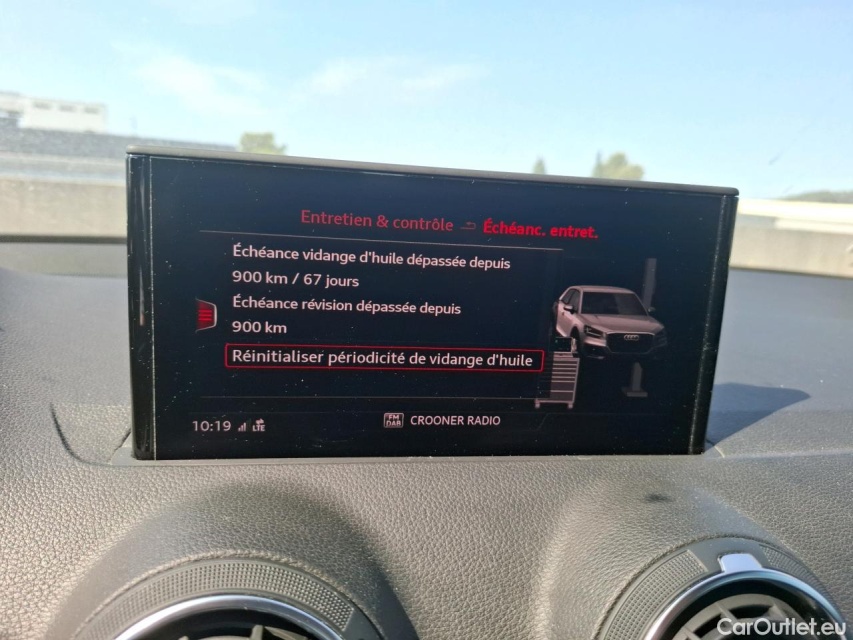 Entretien & contrôle Échéanc. entret.
Échéance vidange d'huile dépassée depuis
900 km / 67 jours
Échéance révision dépassée depuis
900 km
Réinitialiser périodicité de vidange d'huile
10:19 LTE FM DAB CROONER RADIO
CarOutlet.eu